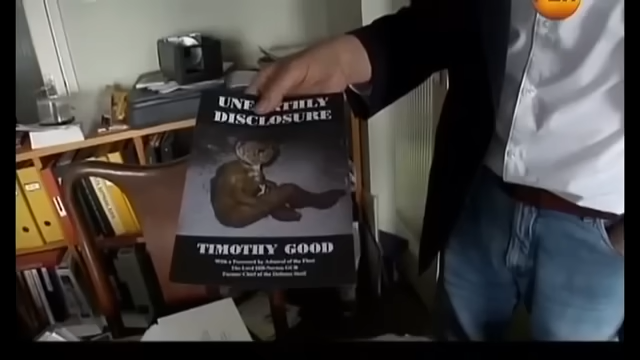 UNEARTHLY
DISCLOSURE
TIMOTHY GOOD
With a Foreword by Admiral of the Fleet
The Lord Hill-Norton GCB
Former Chief of the Defence Staff